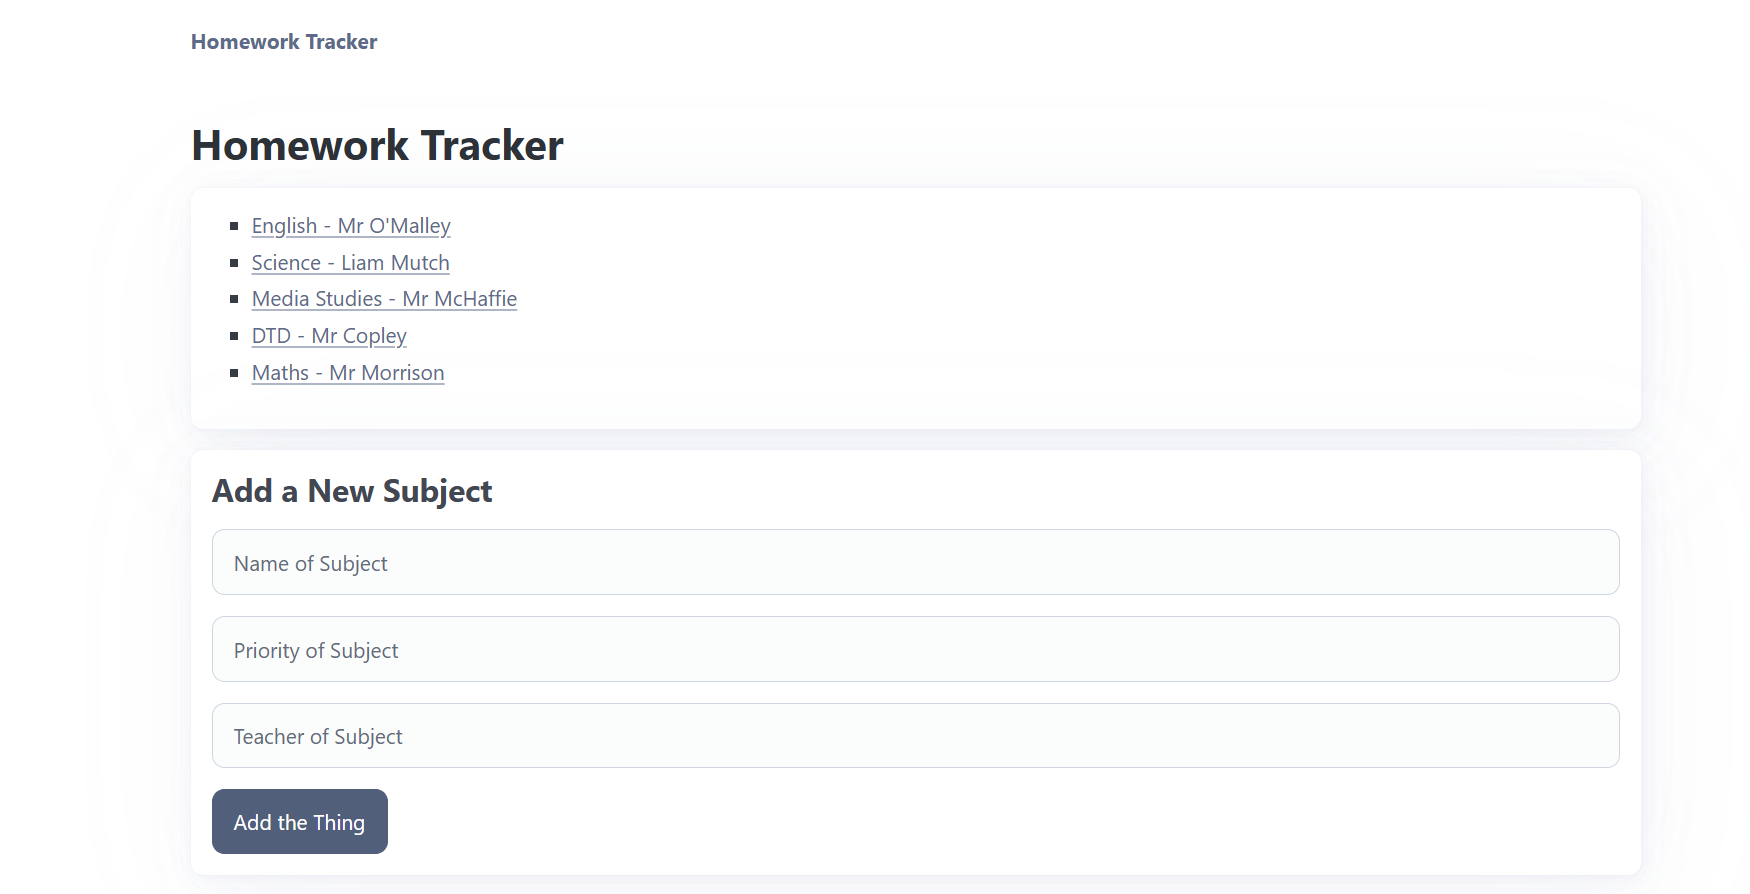 Homework Tracker
Homework Tracker
English - Mr O'Malley
Science - Liam Mutch
Media Studies - Mr McHaffie
DTD - Mr Copley
Maths - Mr Morrison
Add a New Subject
Name of Subject
Priority of Subject
Teacher of Subject
Add the Thing